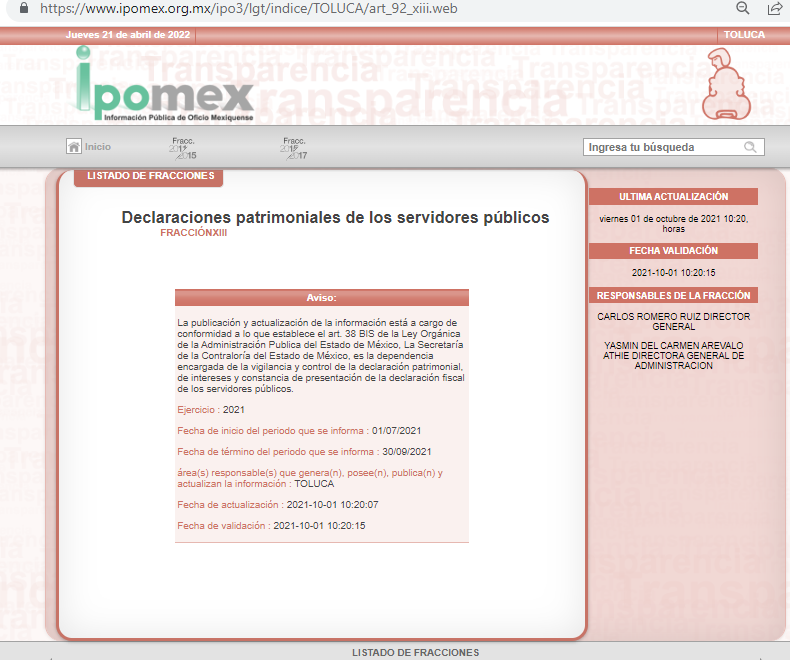 https://www.ipomex.org.mx/ipo3/lgt/indice/TOLUCA/art_92_xiii.web
Jueves 21 de abril de 2022
TOLUCA
Transparencia
ipomex
Información Pública de Oficio Mexiquense
Inicio
Fracc.
2015
Fracc.
2017
Ingresa tu búsqueda
LISTADO DE FRACCIONES
Declaraciones patrimoniales de los servidores públicos
FRACCIÓNXIII
Aviso:
La publicación y actualización de la información está a cargo de
conformidad a lo que establece el art. 38 BIS de la Ley Orgánica
de la Administración Publica del Estado de México, La Secretaría
de la Contraloría del Estado de México, es la dependencia
encargada de la vigilancia y control de la declaración patrimonial,
de intereses y constancia de presentación de la declaración fiscal
de los servidores públicos.
Ejercicio : 2021
Fecha de inicio del periodo que se informa : 01/07/2021
Fecha de término del periodo que se informa : 30/09/2021
área(s) responsable(s) que genera(n), posee(n), publica(n) y
actualizan la información : TOLUCA
Fecha de actualización : 2021-10-01 10:20:07
Fecha de validación : 2021-10-01 10:20:15
ULTIMA ACTUALIZACIÓN
viernes 01 de octubre de 2021 10:20,
horas
FECHA VALIDACIÓN
2021-10-01 10:20:15
RESPONSABLES DE LA FRACCIÓN
CARLOS ROMERO RUIZ DIRECTOR
GENERAL
YASMIN DEL CARMEN AREVALO
ATHIE DIRECTORA GENERAL DE
ADMINISTRACION
LISTADO DE FRACCIONES